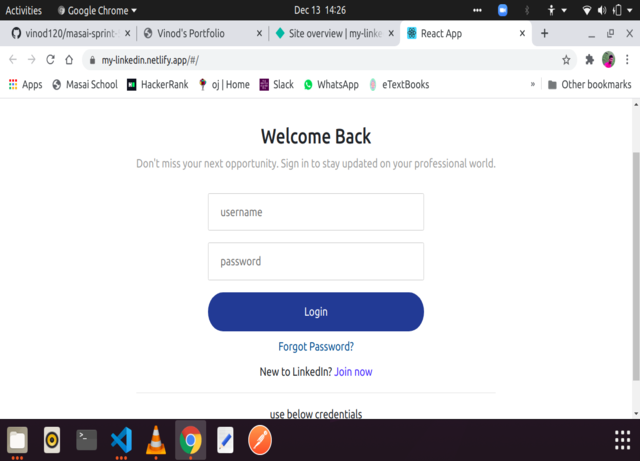 Activities Google Chrome Dec 13 14:26
vinod120/masai-sprint- Vinod's Portfolio Site overview | my-linke React App
my-linkedin.netlify.app/#/
Apps Masai School HackerRank oj | Home Slack WhatsApp eTextBooks » Other bookmarks
Welcome Back
Don't miss your next opportunity. Sign in to stay updated on your professional world.
username
password
Login
Forgot Password?
New to LinkedIn? Join now
use below credentials